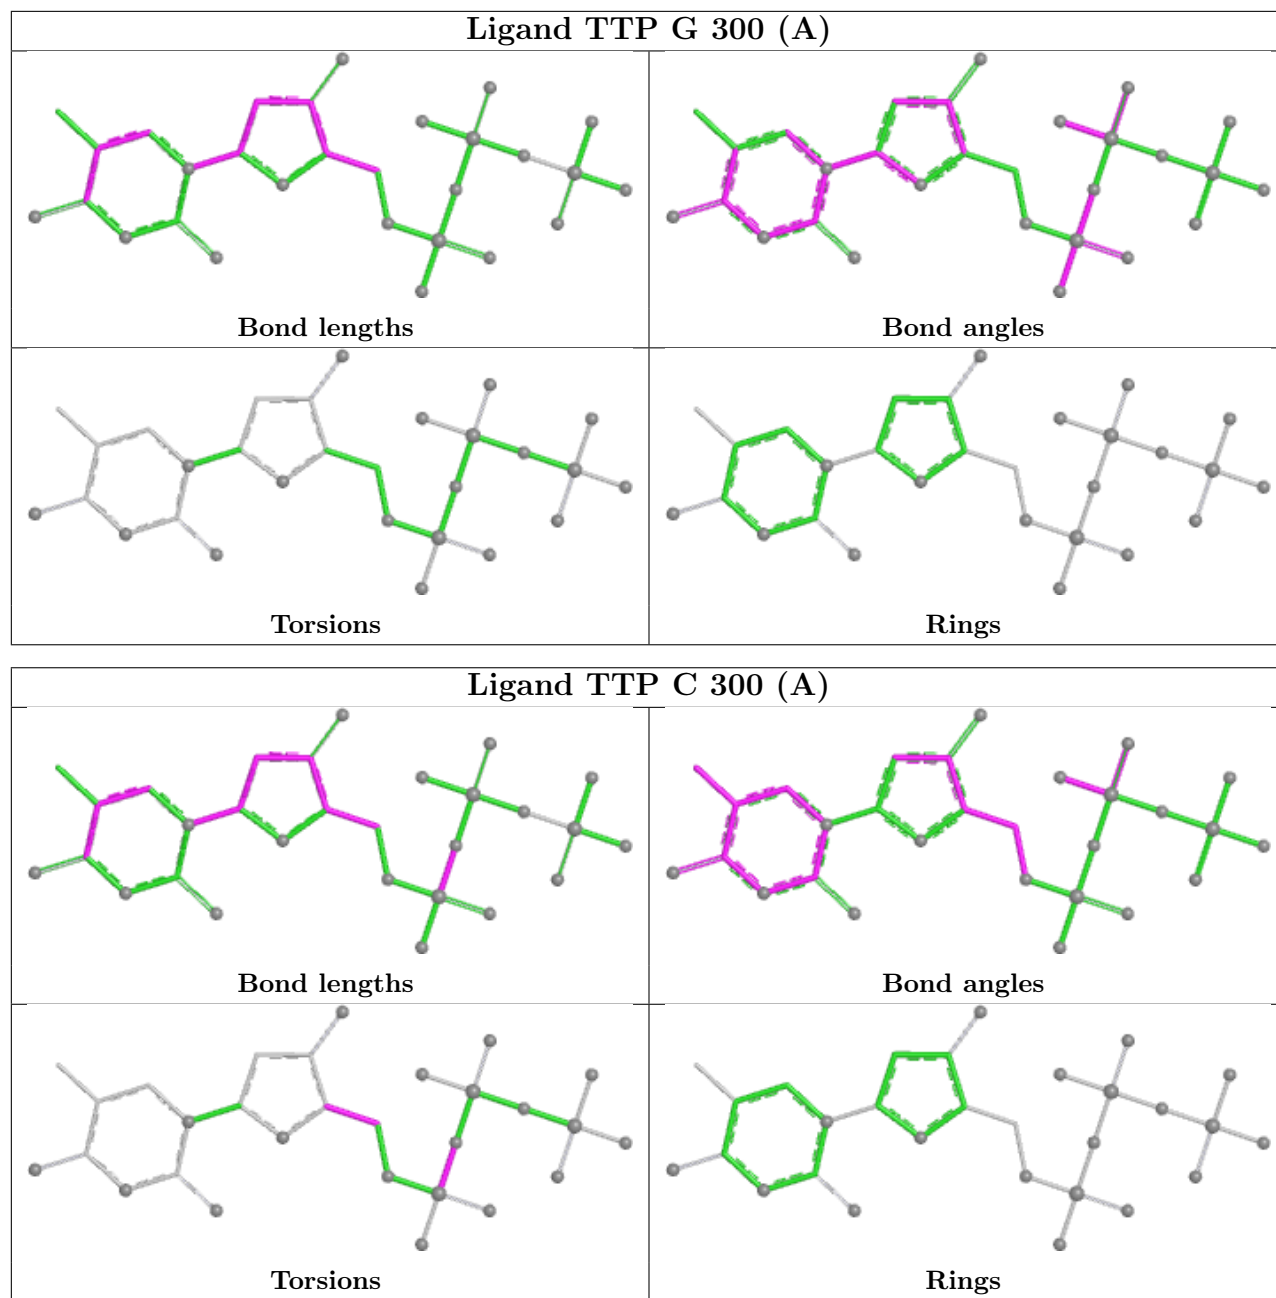 Ligand TTP G 300 (A)
Bond lengths
Bond angles
Torsions
Rings
Ligand TTP C 300 (A)
Bond lengths
Bond angles
Torsions
Rings